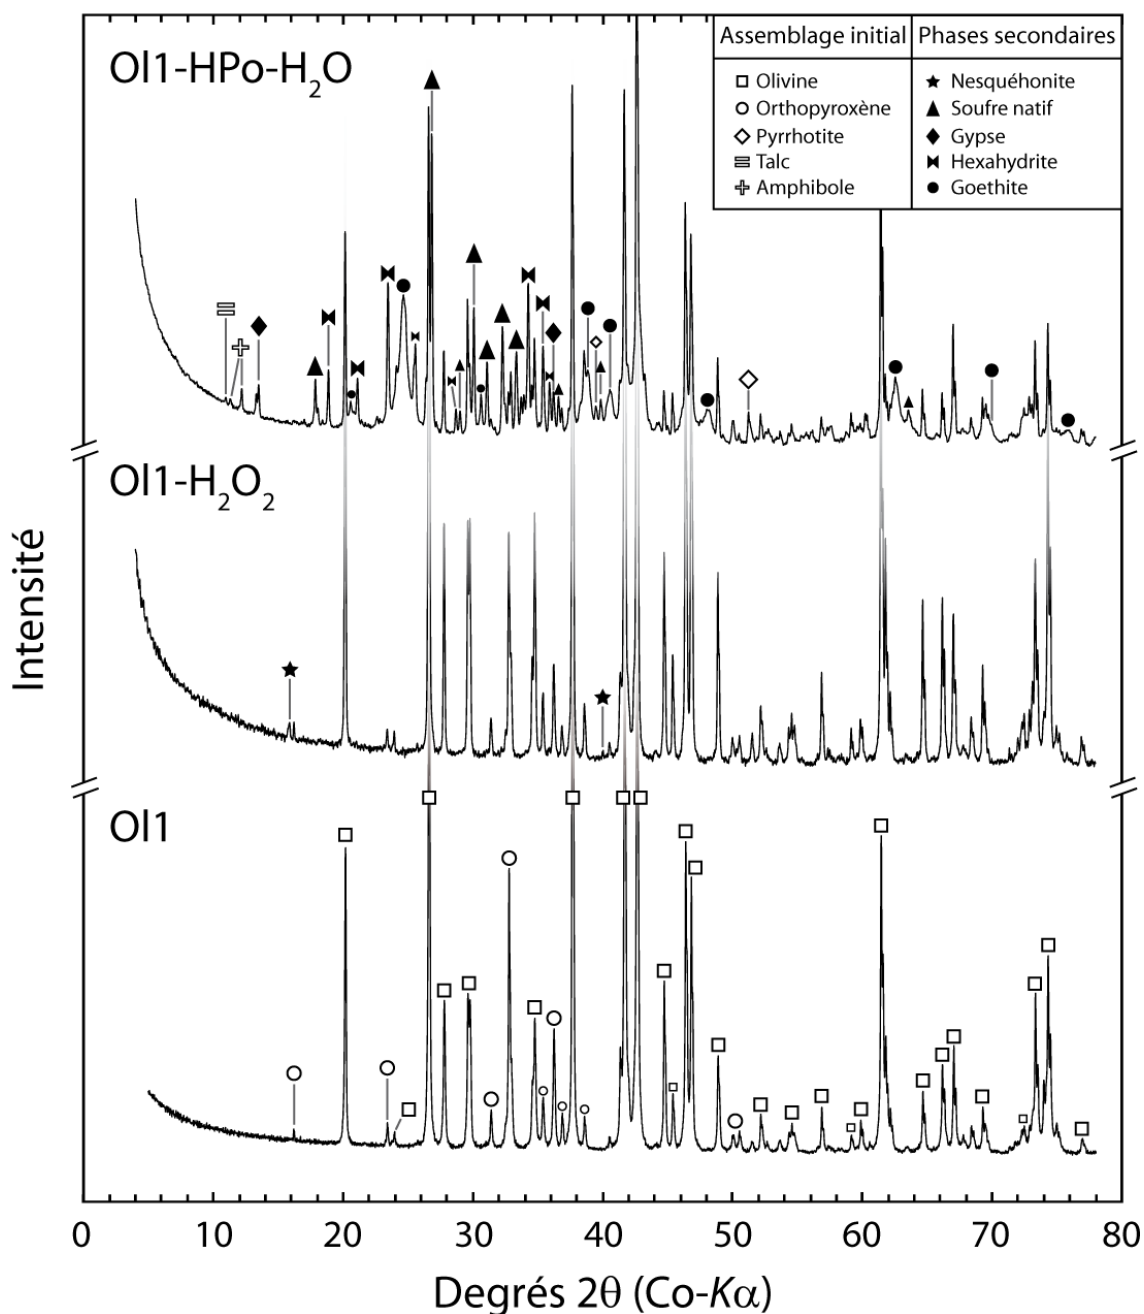 Ol1-HPo-H₂O
Assemblage initial Phases secondaires
Olivine Nesquéhonite
Orthopyroxène Soufre natif
Pyrrhotite Gypse
Talc Hexahydrite
Amphibole Goethite
Ol1-H₂O₂
Intensité
Ol1
0 10 20 30 40 50 60 70 80
Degrés 2θ (Co-Kα)